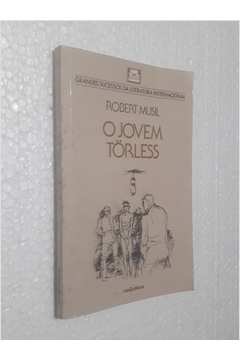 GRANDES SUCESSOS DA LITERATURA INTERNACIONAL
ROBERT MUSIL
O JOVEM
TÖRLESS